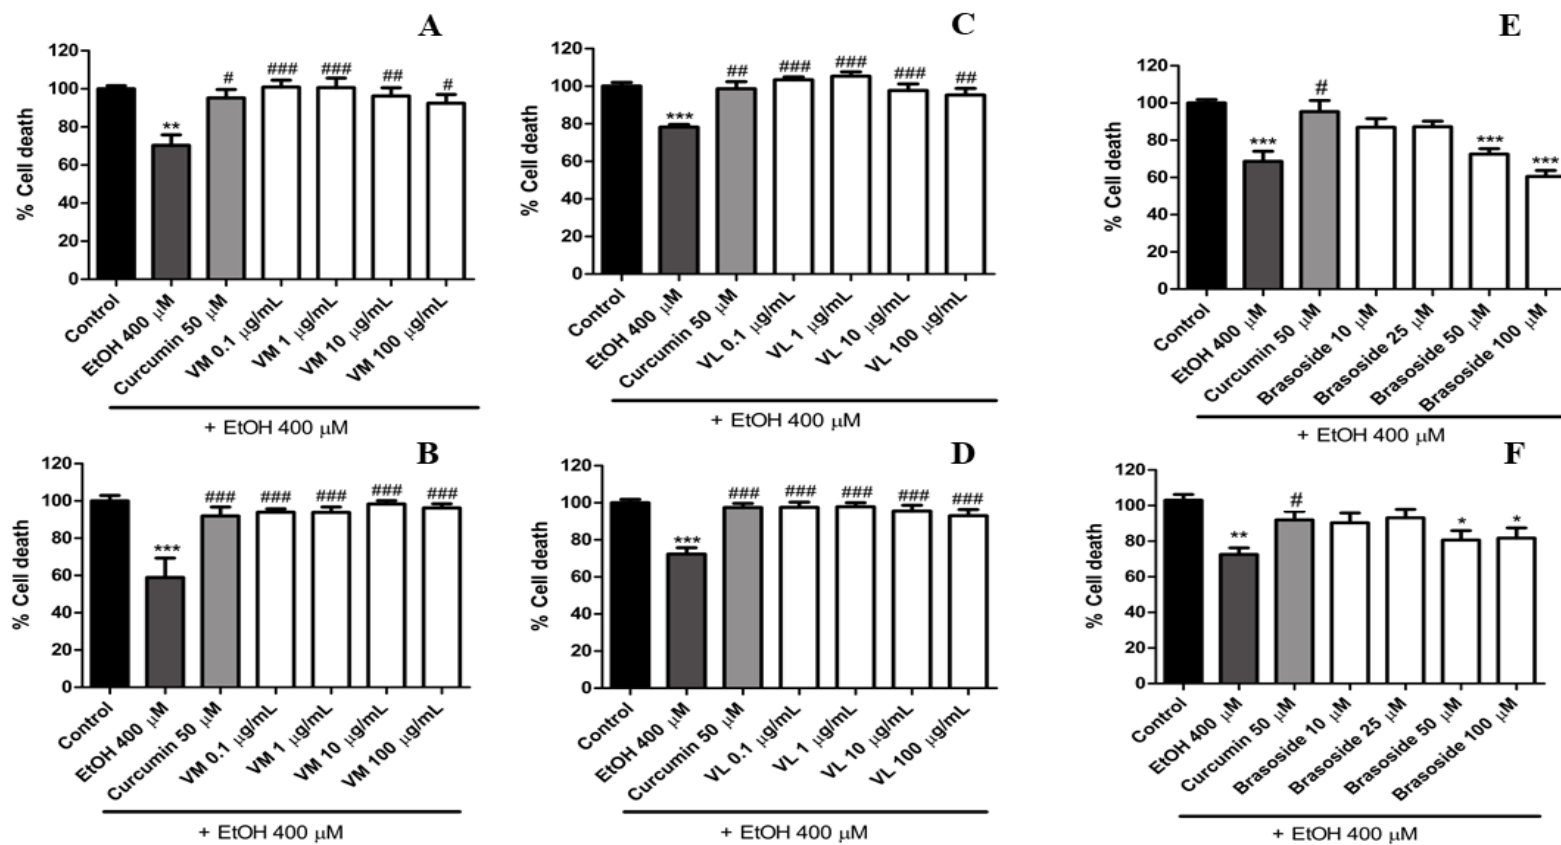 A
120
100
80
60
40
20
0
% Cell death
**
#
###
###
##
#
Control
EtOH 400 μM
Curcumin 50 μM
VM 0.1 μg/mL
VM 1 μg/mL
VM 10 μg/mL
VM 100 μg/mL
+ EtOH 400 μM
C
120
100
80
60
40
20
0
% Cell death
***
##
###
###
###
##
Control
EtOH 400 μM
Curcumin 50 μM
VL 0.1 μg/mL
VL 1 μg/mL
VL 10 μg/mL
VL 100 μg/mL
+ EtOH 400 μM
E
120
100
80
60
40
20
0
% Cell death
***
#
***
***
Control
EtOH 400 μM
Curcumin 50 μM
Brasoside 10 μM
Brasoside 25 μM
Brasoside 50 μM
Brasoside 100 μM
+ EtOH 400 μM
B
120
100
80
60
40
20
0
% Cell death
***
###
###
###
###
###
Control
EtOH 400 μM
Curcumin 50 μM
VM 0.1 μg/mL
VM 1 μg/mL
VM 10 μg/mL
VM 100 μg/mL
+ EtOH 400 μM
D
120
100
80
60
40
20
0
% Cell death
***
###
###
###
###
###
Control
EtOH 400 μM
Curcumin 50 μM
VL 0.1 μg/mL
VL 1 μg/mL
VL 10 μg/mL
VL 100 μg/mL
+ EtOH 400 μM
F
120
100
80
60
40
20
0
% Cell death
**
#
*
*
Control
EtOH 400 μM
Curcumin 50 μM
Brasoside 10 μM
Brasoside 25 μM
Brasoside 50 μM
Brasoside 100 μM
+ EtOH 400 μM